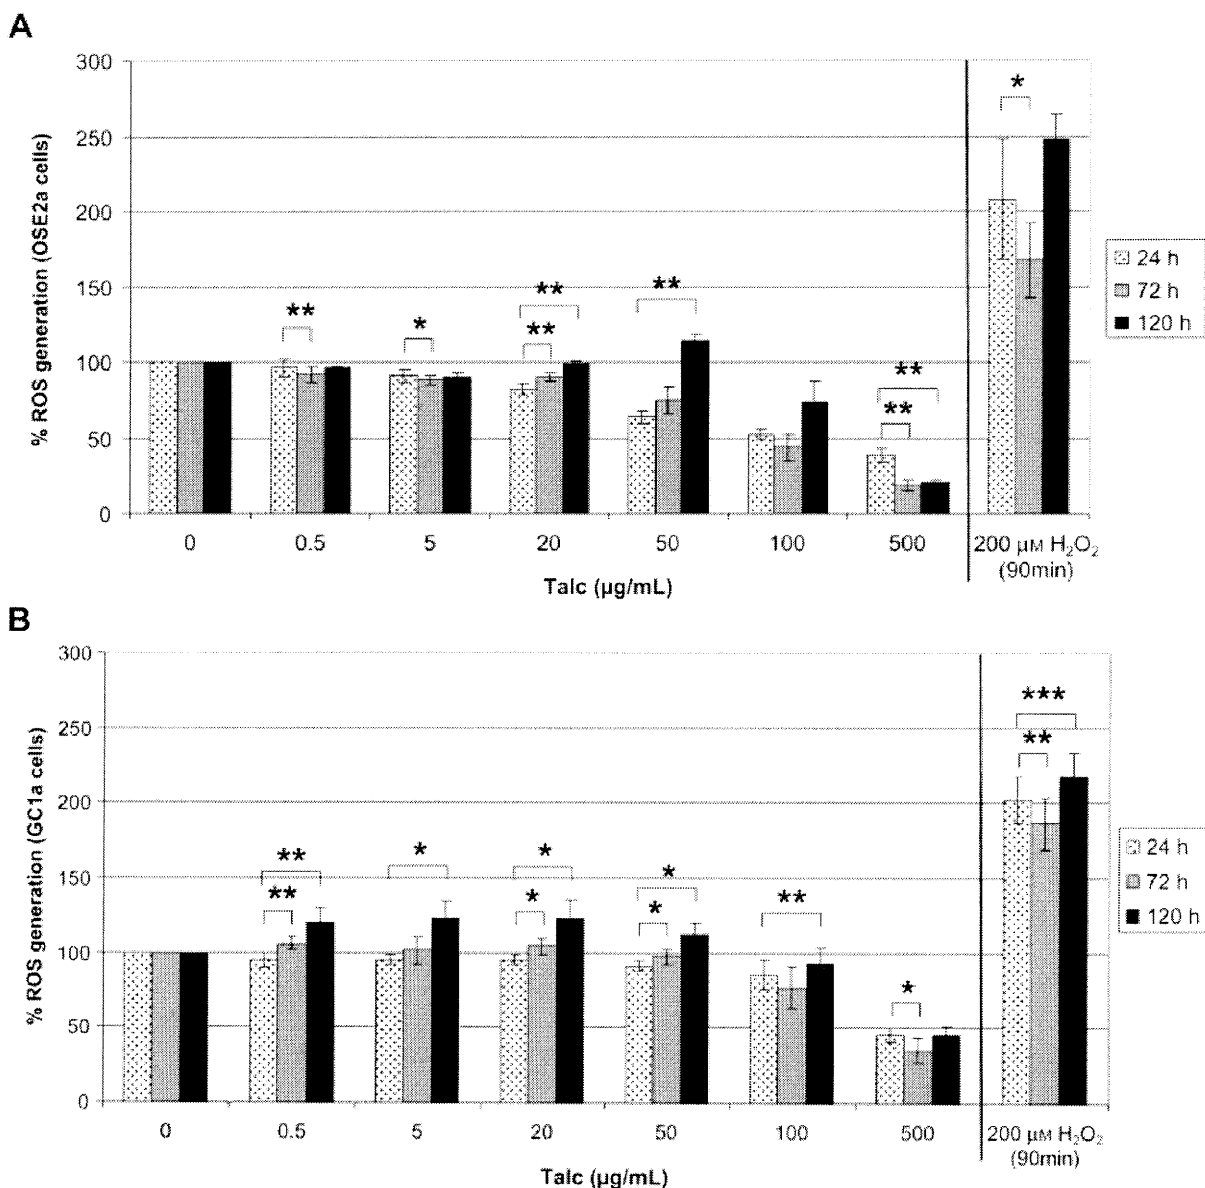 A
% ROS generation (OSE2a cells)
300
250
200
150
100
50
0
*
**
*
**
**
**
**
**
0
0.5
5
20
50
100
500
200 µM H₂O₂
(90min)
Talc (µg/mL)
24 h
72 h
120 h
B
% ROS generation (GC1a cells)
300
250
200
150
100
50
0
***
**
**
**
*
*
*
*
*
**
*
0
0.5
5
20
50
100
500
200 µM H₂O₂
(90min)
Talc (µg/mL)
24 h
72 h
120 h